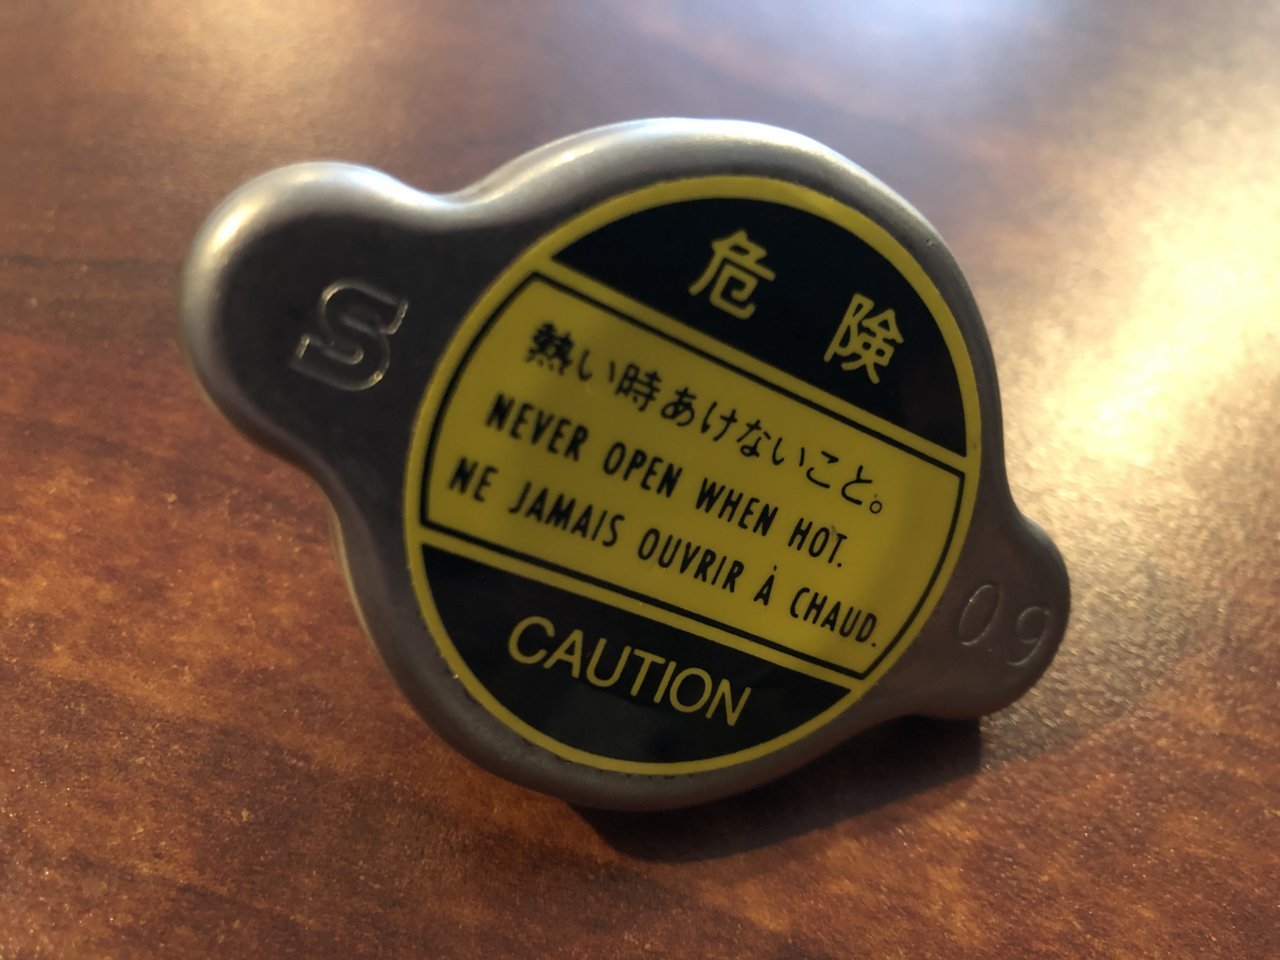 S
危険
熱い時あけないこと。
NEVER OPEN WHEN HOT.
NE JAMAIS OUVRIR À CHAUD.
CAUTION
0.9